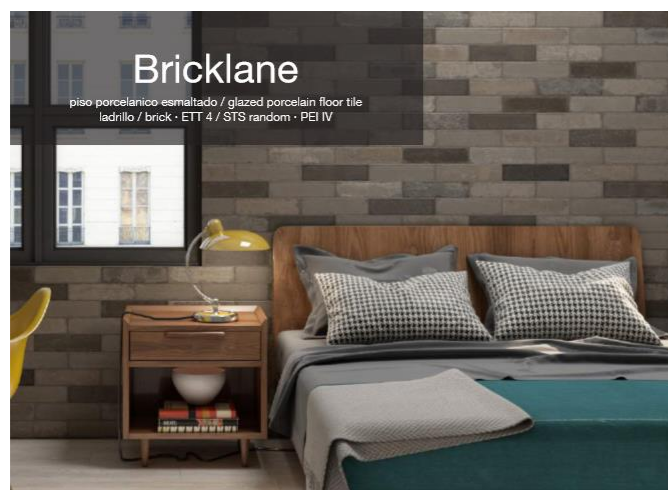 Bricklane
piso porcelanico esmaltado / glazed porcelain floor tile
ladrillo / brick · ETT 4 / STS random · PEI IV